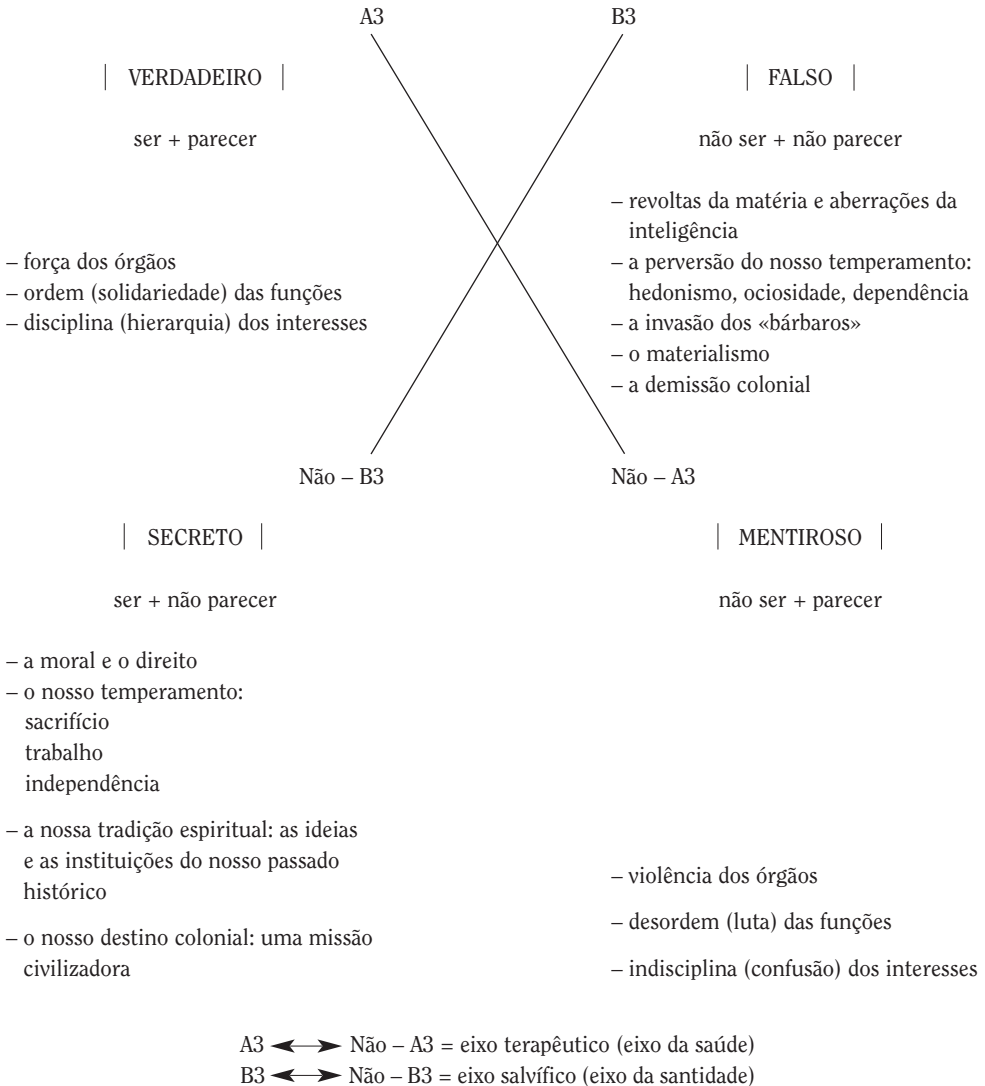 A3
B3
| VERDADEIRO |
| FALSO |
ser + parecer
não ser + não parecer
– força dos órgãos
– ordem (solidariedade) das funções
– disciplina (hierarquia) dos interesses
– revoltas da matéria e aberrações da
inteligência
– a perversão do nosso temperamento:
hedonismo, ociosidade, dependência
– a invasão dos «bárbaros»
– o materialismo
– a demissão colonial
Não – B3
Não – A3
| SECRETO |
| MENTIROSO |
ser + não parecer
não ser + parecer
– a moral e o direito
– o nosso temperamento:
sacrifício
trabalho
independência
– a nossa tradição espiritual: as ideias
e as instituições do nosso passado
histórico
– o nosso destino colonial: uma missão
civilizadora
– violência dos órgãos
– desordem (luta) das funções
– indisciplina (confusão) dos interesses
A3 ◄──► Não – A3 = eixo terapêutico (eixo da saúde)
B3 ◄──► Não – B3 = eixo salvífico (eixo da santidade)